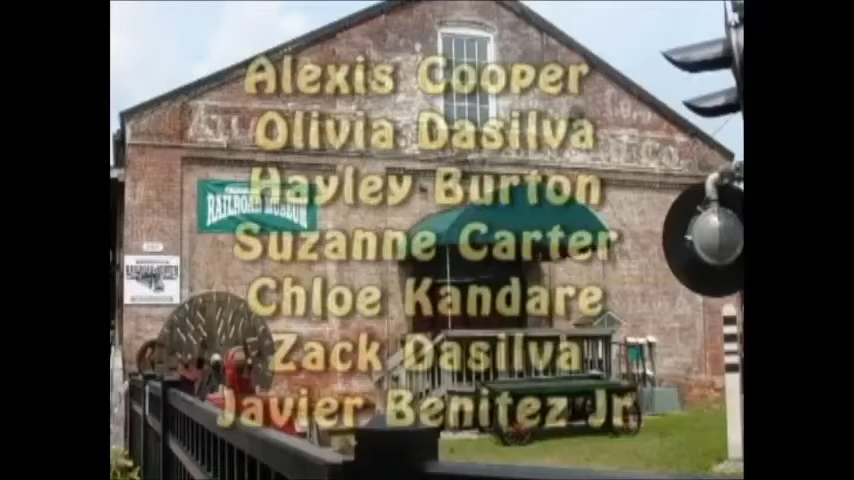 Alexis Cooper
Olivia Dasilva
Hayley Burton
RAILROAD MUSEUM
Suzanne Carter
Chloe Kandare
Zack Dasilva
Javier Benitez Jr.